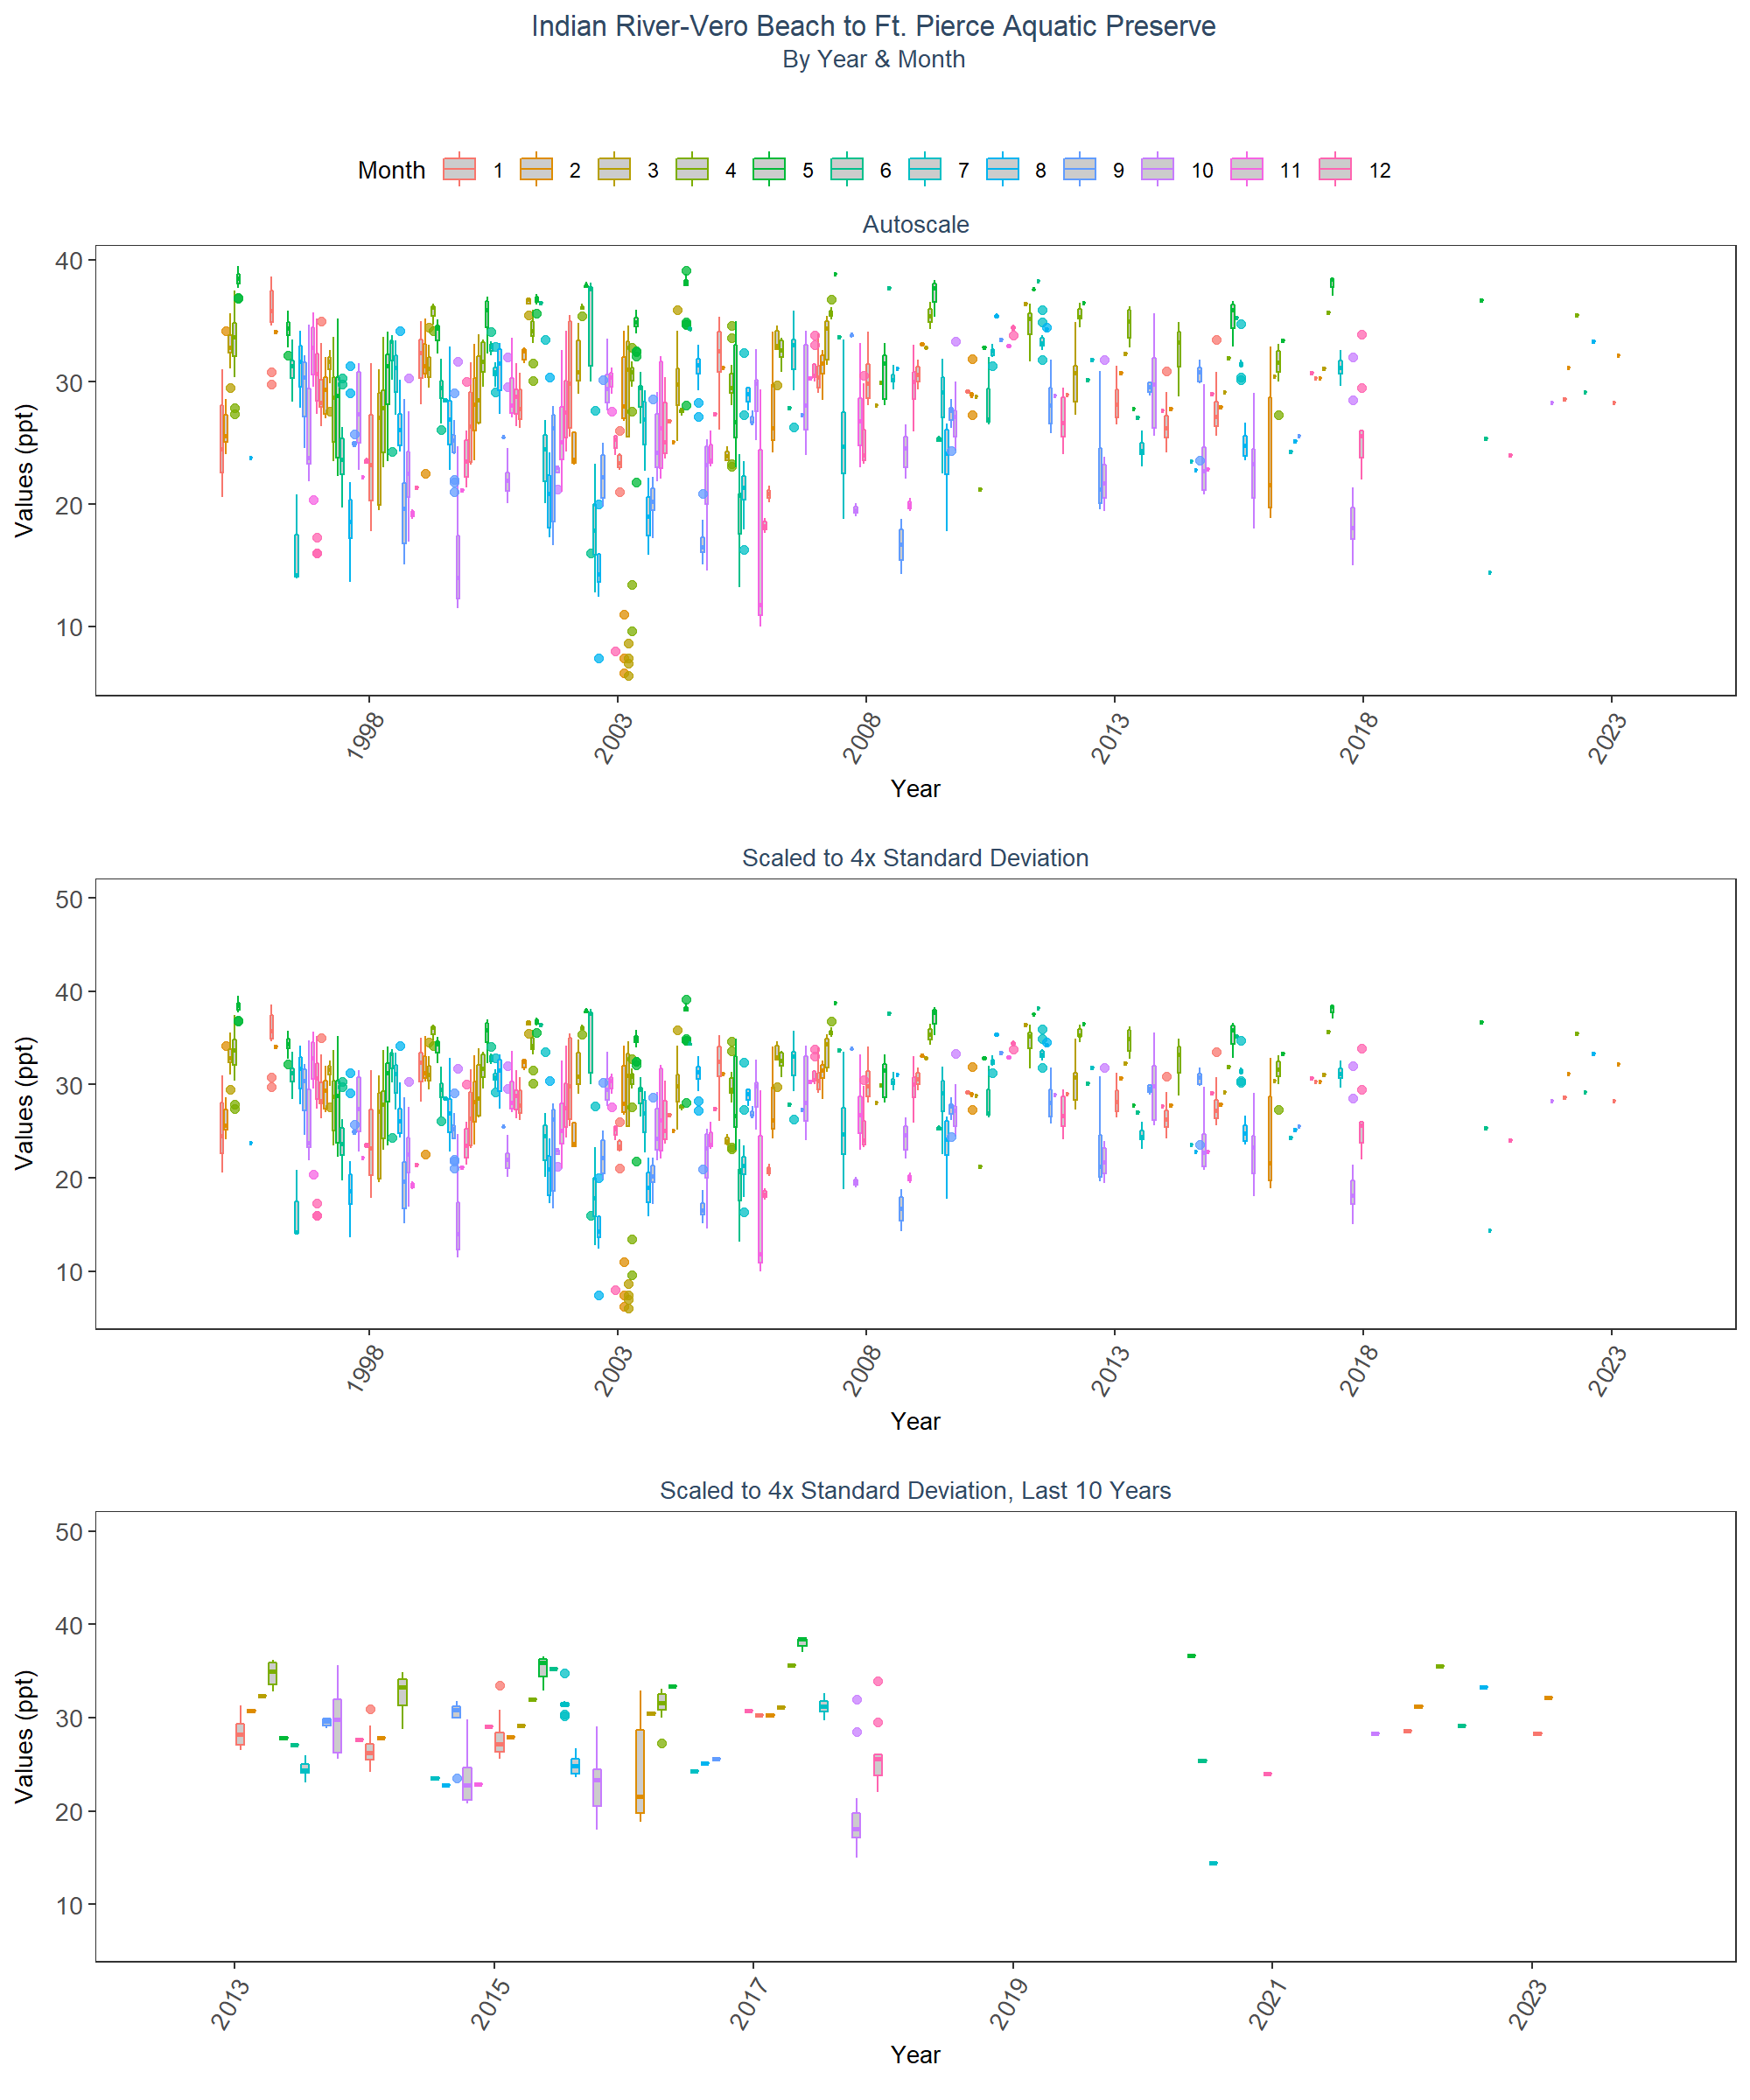 Indian River-Vero Beach to Ft. Pierce Aquatic Preserve
By Year & Month
Month 1 2 3 4 5 6 7 8 9 10 11 12
Autoscale
Values (ppt)
40
30
20
10
1998 2003 2008 2013 2018 2023
Year
Scaled to 4x Standard Deviation
Values (ppt)
50
40
30
20
10
1998 2003 2008 2013 2018 2023
Year
Scaled to 4x Standard Deviation, Last 10 Years
Values (ppt)
50
40
30
20
10
2013 2015 2017 2019 2021 2023
Year